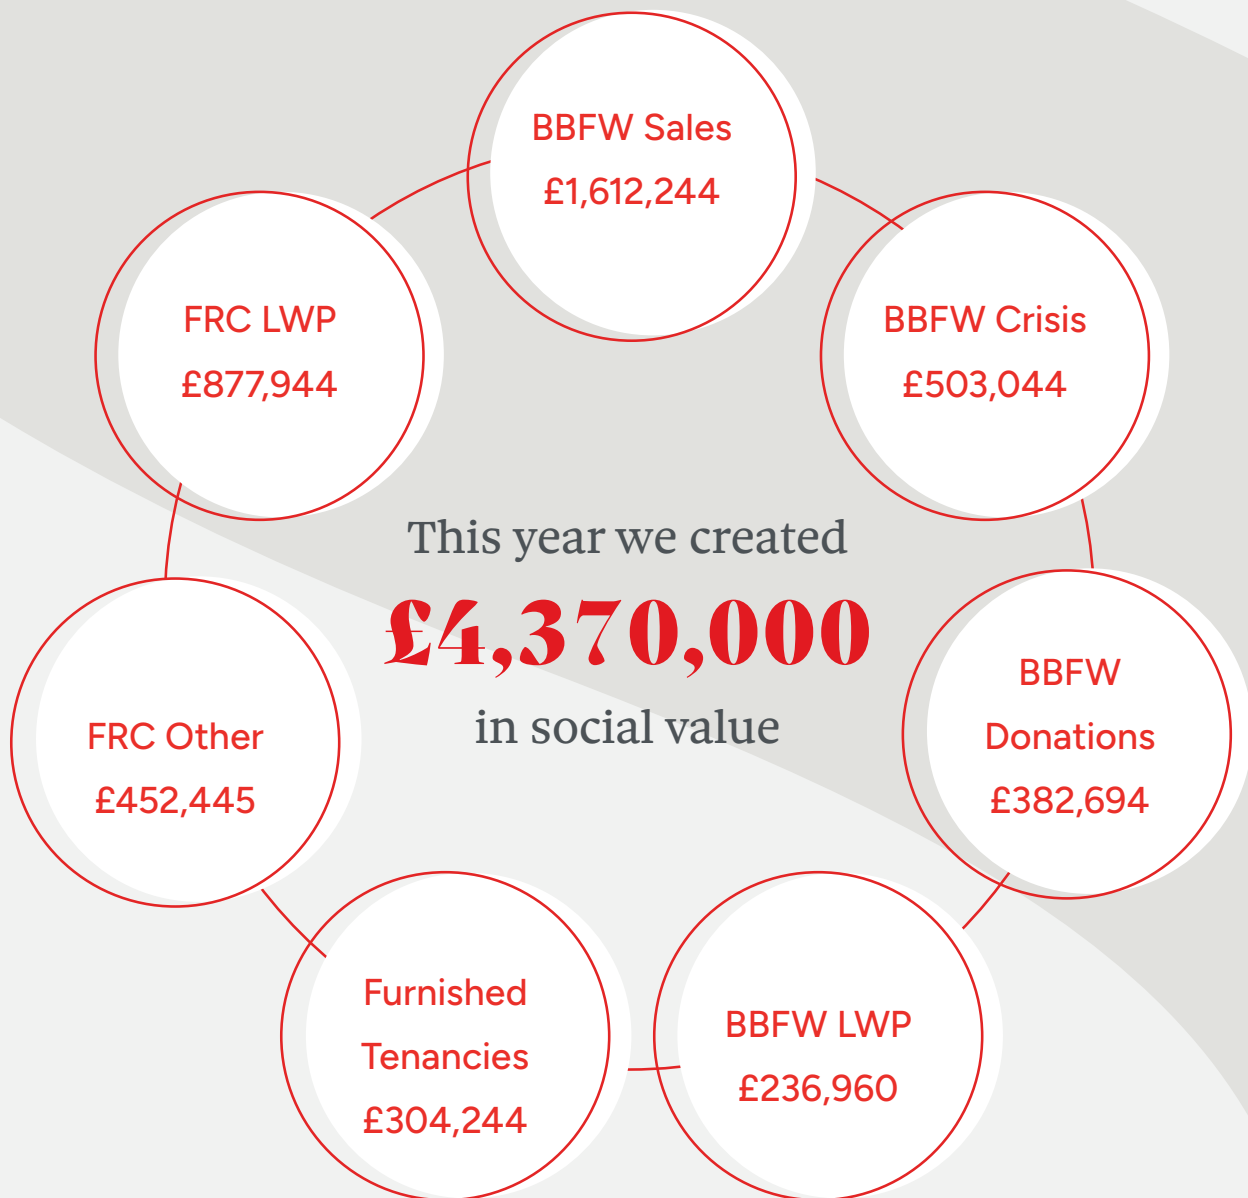 BBFW Sales
£1,612,244
FRC LWP
£877,944
BBFW Crisis
£503,044
This year we created
£4,370,000
in social value
FRC Other
£452,445
BBFW
Donations
£382,694
Furnished
Tenancies
£304,244
BBFW LWP
£236,960